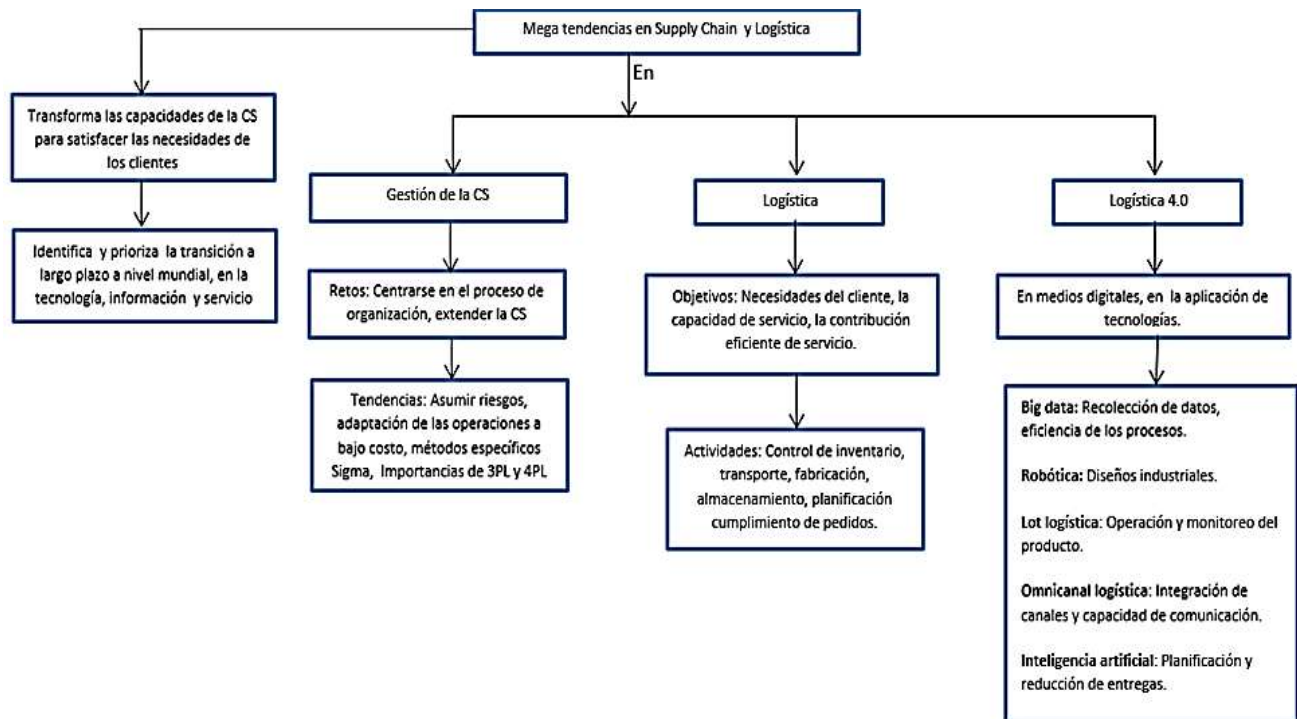 Mega tendencias en Supply Chain y Logística
En
Transforma las capacidades de la CS
para satisfacer las necesidades de
los clientes
Identifica y prioriza la transición a
largo plazo a nivel mundial, en la
tecnología, información y servicio
Gestión de la CS
Retos: Centrarse en el proceso de
organización, extender la CS
Tendencias: Asumir riesgos,
adaptación de las operaciones a
bajo costo, métodos específicos
Sigma, Importancias de 3PL y 4PL
Logística
Objetivos: Necesidades del cliente, la
capacidad de servicio, la contribución
eficiente de servicio.
Actividades: Control de inventario,
transporte, fabricación,
almacenamiento, planificación
cumplimiento de pedidos.
Logística 4.0
En medios digitales, en la aplicación de
tecnologías.
Big data: Recolección de datos,
eficiencia de los procesos.
Robótica: Diseños industriales.
Lot logística: Operación y monitoreo del
producto.
Omnicanal logística: Integración de
canales y capacidad de comunicación.
Inteligencia artificial: Planificación y
reducción de entregas.